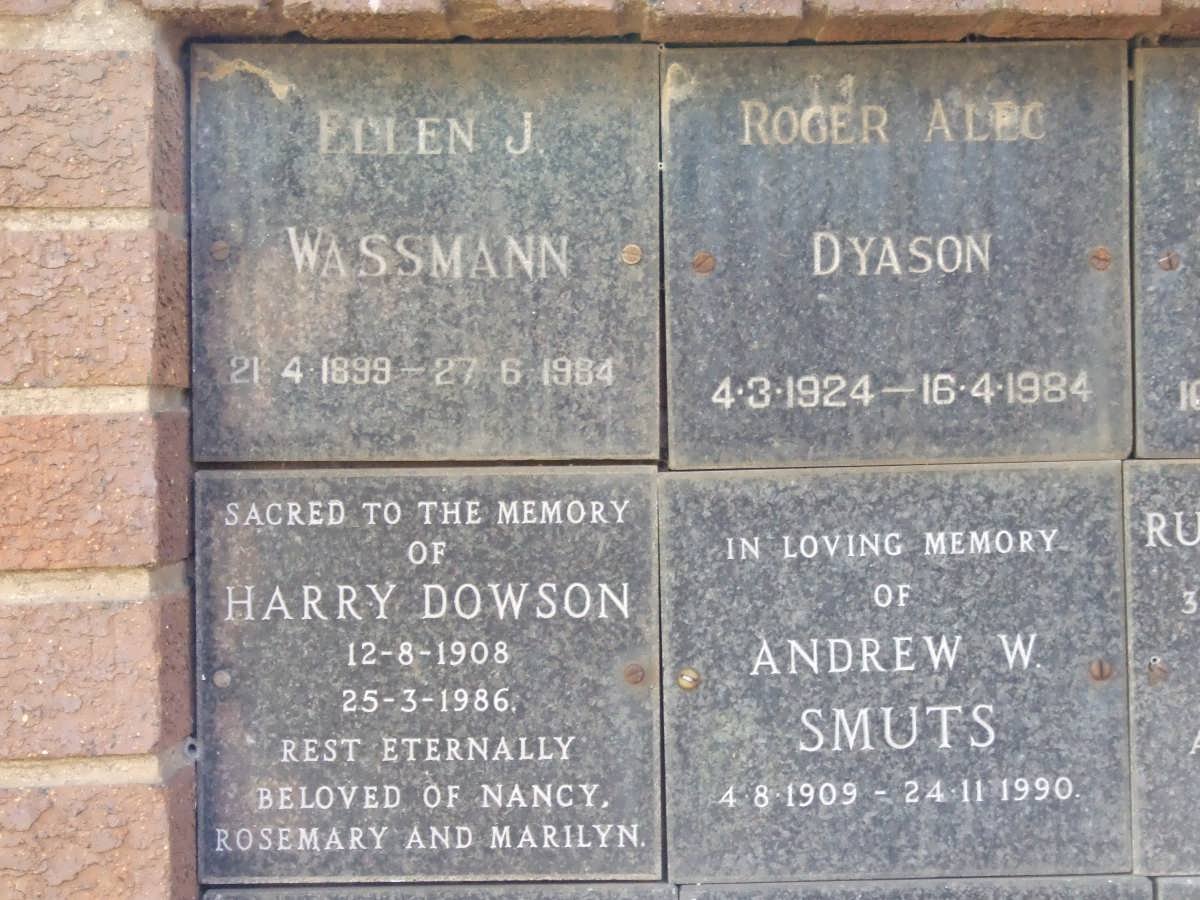 ELLEN J.
WASSMANN
21 4·1899 — 27 6 1984
ROGER ALEC
DYASON
4·3·1924 — 16·4·1984
SACRED TO THE MEMORY
OF
HARRY DOWSON
12-8-1908
25-3-1986.
REST ETERNALLY
BELOVED OF NANCY,
ROSEMARY AND MARILYN.
IN LOVING MEMORY
OF
ANDREW W.
SMUTS
4·8·1909 - 24·11 1990.